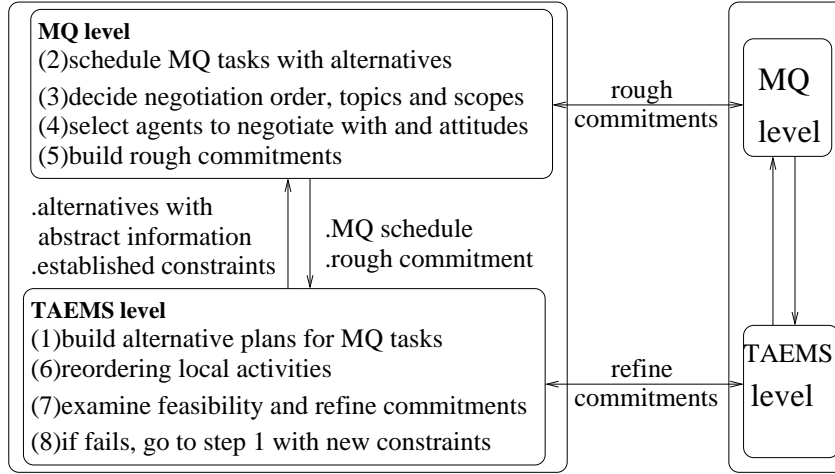 MQ level
(2)schedule MQ tasks with alternatives
(3)decide negotiation order, topics and scopes
(4)select agents to negotiate with and attitudes
(5)build rough commitments
rough
commitments
MQ
level
.alternatives with
abstract information
.established constraints
.MQ schedule
.rough commitment
TAEMS level
(1)build alternative plans for MQ tasks
(6)reordering local activities
(7)examine feasibility and refine commitments
(8)if fails, go to step 1 with new constraints
refine
commitments
TAEMS
level